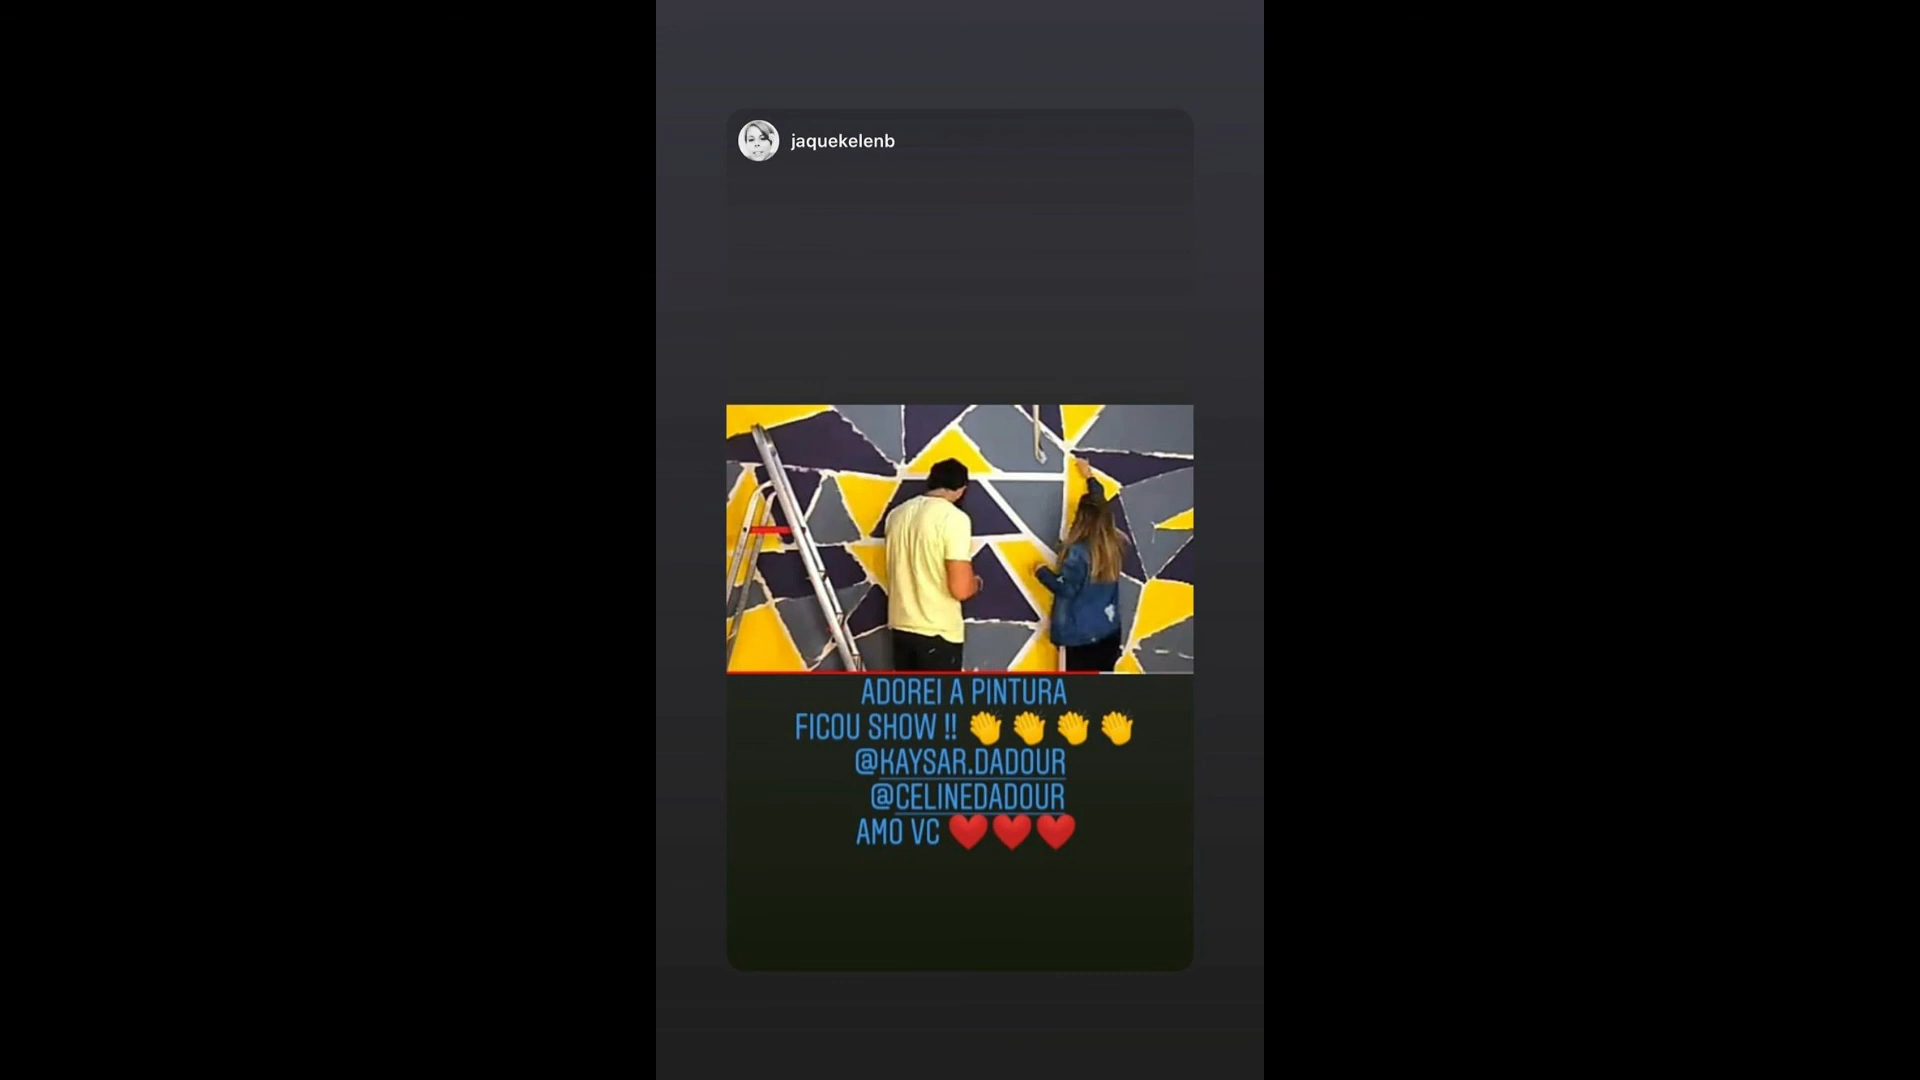 jaquekelenb
ADOREI A PINTURA
FICOU SHOW !! 👏 👏 👏 👏
@KAYSAR.DADOUR
@CELINEDADOUR
AMO VC ❤️❤️❤️